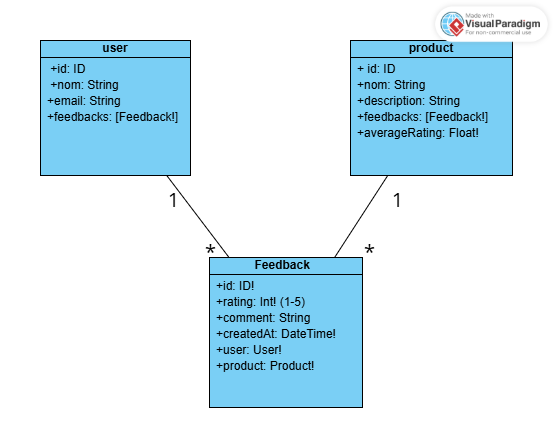 Made with
Visual Paradigm
For non-commercial use
user
+id: ID
+nom: String
+email: String
+feedbacks: [Feedback!]
product
+ id: ID
+nom: String
+description: String
+feedbacks: [Feedback!]
+averageRating: Float!
1
1
*
*
Feedback
+id: ID!
+rating: Int! (1-5)
+comment: String
+createdAt: DateTime!
+user: User!
+product: Product!